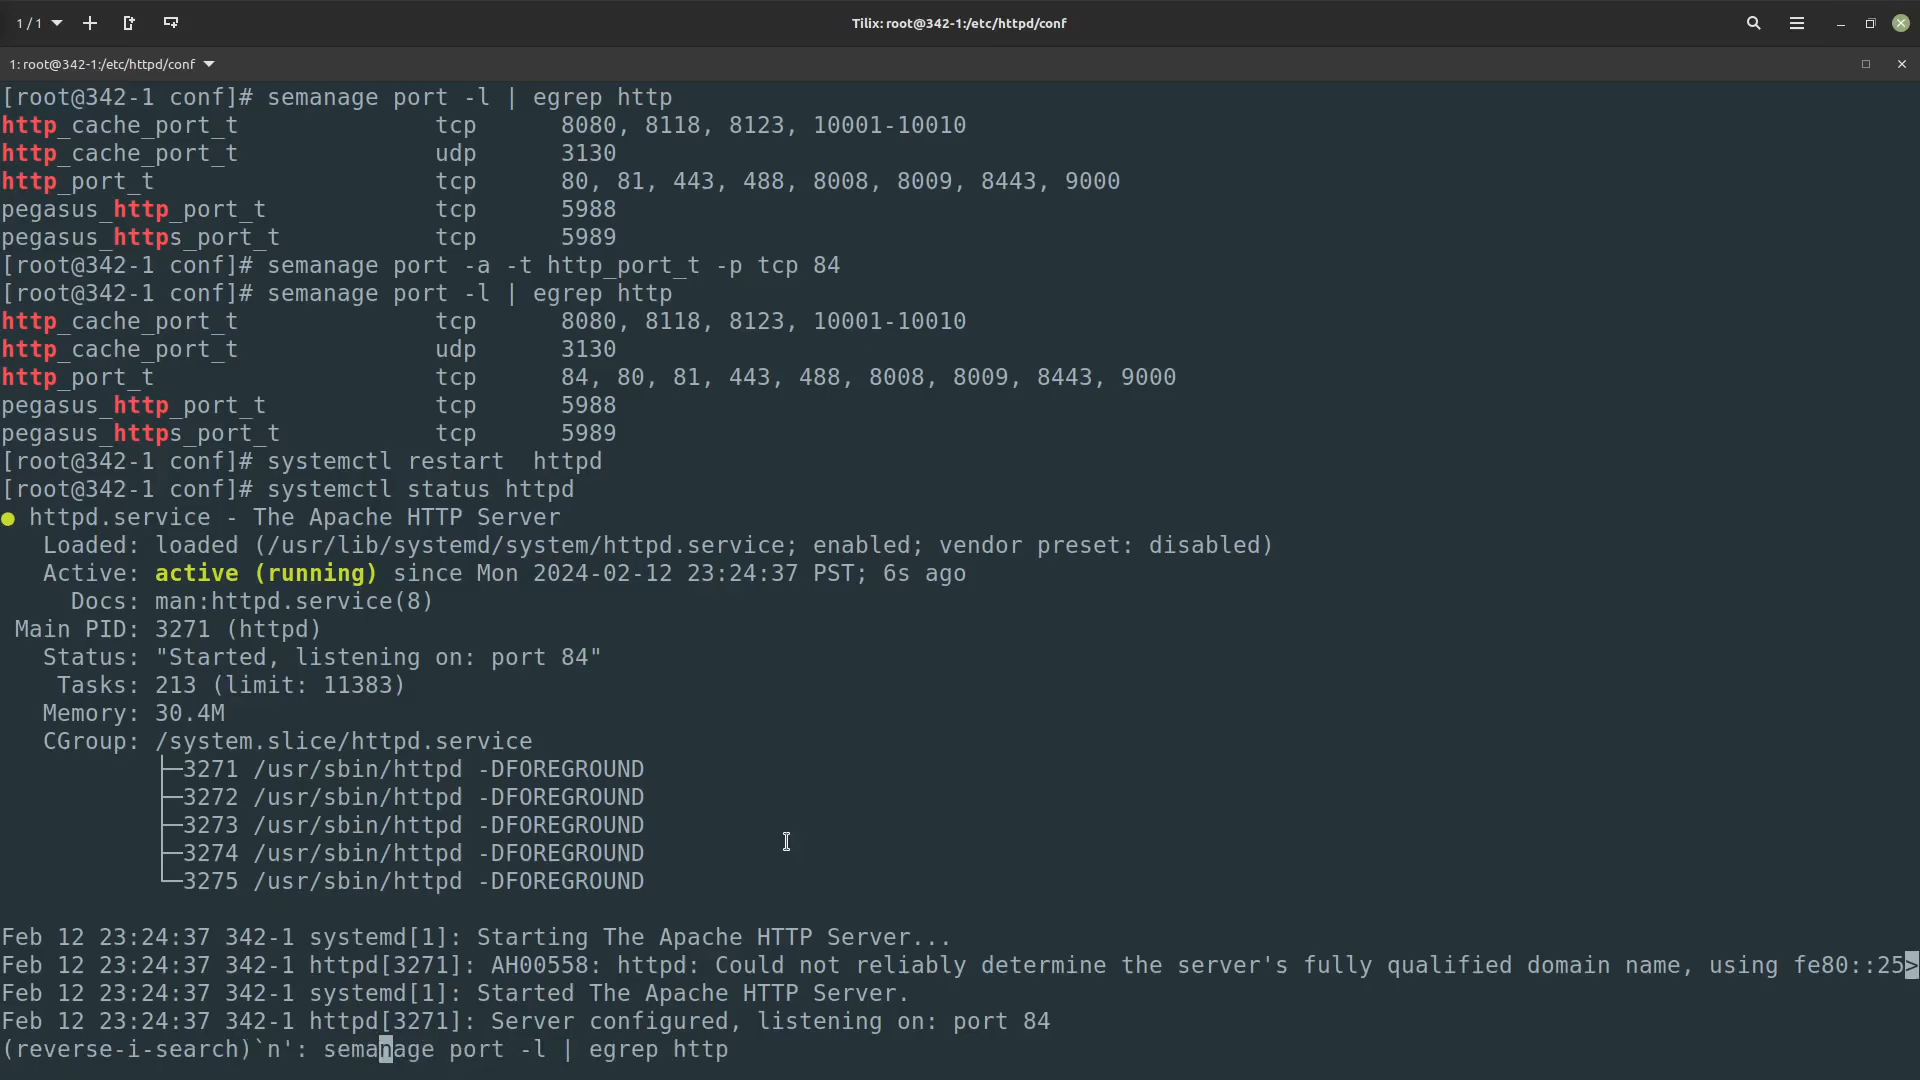 1 / 1
Tilix: root@342-1:/etc/httpd/conf
1: root@342-1:/etc/httpd/conf
[root@342-1 conf]# semanage port -l | egrep http
http_cache_port_t              tcp      8080, 8118, 8123, 10001-10010
http_cache_port_t              udp      3130
http_port_t                    tcp      80, 81, 443, 488, 8008, 8009, 8443, 9000
pegasus_http_port_t            tcp      5988
pegasus_https_port_t           tcp      5989
[root@342-1 conf]# semanage port -a -t http_port_t -p tcp 84
[root@342-1 conf]# semanage port -l | egrep http
http_cache_port_t              tcp      8080, 8118, 8123, 10001-10010
http_cache_port_t              udp      3130
http_port_t                    tcp      84, 80, 81, 443, 488, 8008, 8009, 8443, 9000
pegasus_http_port_t            tcp      5988
pegasus_https_port_t           tcp      5989
[root@342-1 conf]# systemctl restart  httpd
[root@342-1 conf]# systemctl status httpd
● httpd.service - The Apache HTTP Server
   Loaded: loaded (/usr/lib/systemd/system/httpd.service; enabled; vendor preset: disabled)
   Active: active (running) since Mon 2024-02-12 23:24:37 PST; 6s ago
     Docs: man:httpd.service(8)
 Main PID: 3271 (httpd)
   Status: "Started, listening on: port 84"
    Tasks: 213 (limit: 11383)
   Memory: 30.4M
   CGroup: /system.slice/httpd.service
           ├─3271 /usr/sbin/httpd -DFOREGROUND
           ├─3272 /usr/sbin/httpd -DFOREGROUND
           ├─3273 /usr/sbin/httpd -DFOREGROUND
           ├─3274 /usr/sbin/httpd -DFOREGROUND
           └─3275 /usr/sbin/httpd -DFOREGROUND
Feb 12 23:24:37 342-1 systemd[1]: Starting The Apache HTTP Server...
Feb 12 23:24:37 342-1 httpd[3271]: AH00558: httpd: Could not reliably determine the server's fully qualified domain name, using fe80::25>
Feb 12 23:24:37 342-1 systemd[1]: Started The Apache HTTP Server.
Feb 12 23:24:37 342-1 httpd[3271]: Server configured, listening on: port 84
(reverse-i-search)`n': semanage port -l | egrep http